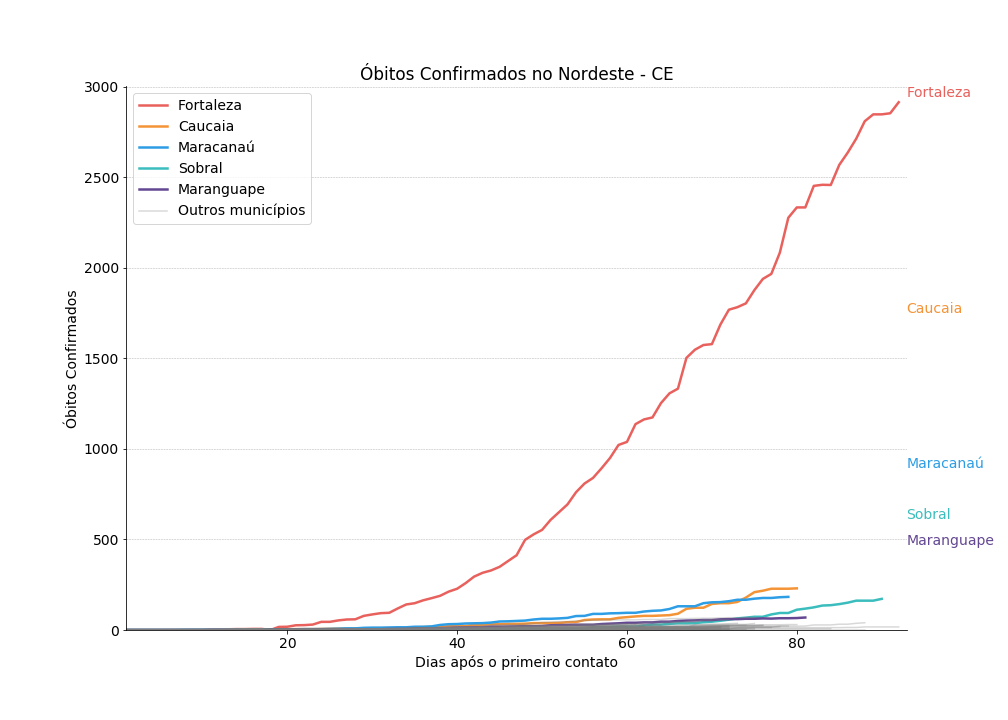 Óbitos Confirmados no Nordeste - CE
3000
2500
2000
1500
1000
500
0
Óbitos Confirmados
Fortaleza
Caucaia
Maracanaú
Sobral
Maranguape
Outros municípios
Fortaleza
Caucaia
Maracanaú
Sobral
Maranguape
20
40
60
80
Dias após o primeiro contato